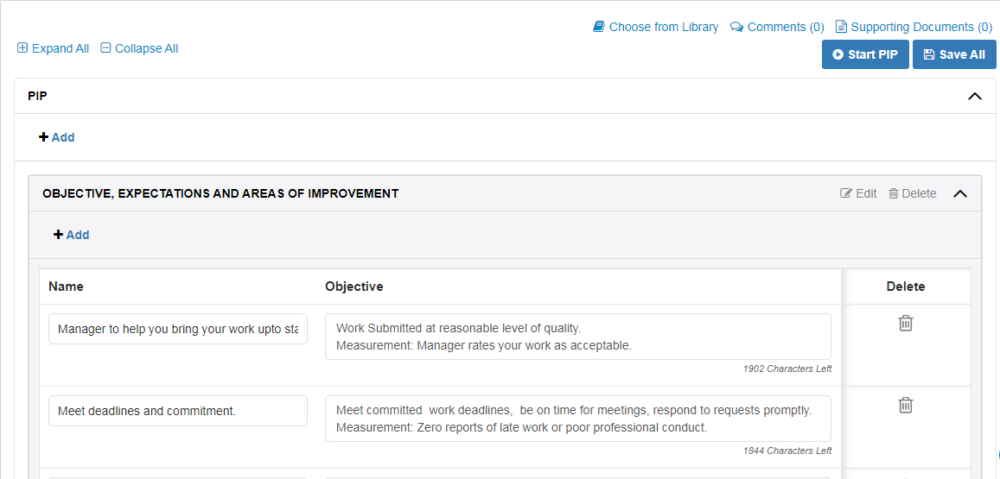 Choose from Library Comments (0) Supporting Documents (0)
Expand All Collapse All
Start PIP Save All
PIP
Add
OBJECTIVE, EXPECTATIONS AND AREAS OF IMPROVEMENT Edit Delete
Add
Name Objective Delete
Manager to help you bring your work upto sta
Work Submitted at reasonable level of quality.
Measurement: Manager rates your work as acceptable.
1902 Characters Left
Meet deadlines and commitment.
Meet committed  work deadlines,  be on time for meetings, respond to requests promptly.
Measurement: Zero reports of late work or poor professional conduct.
1844 Characters Left